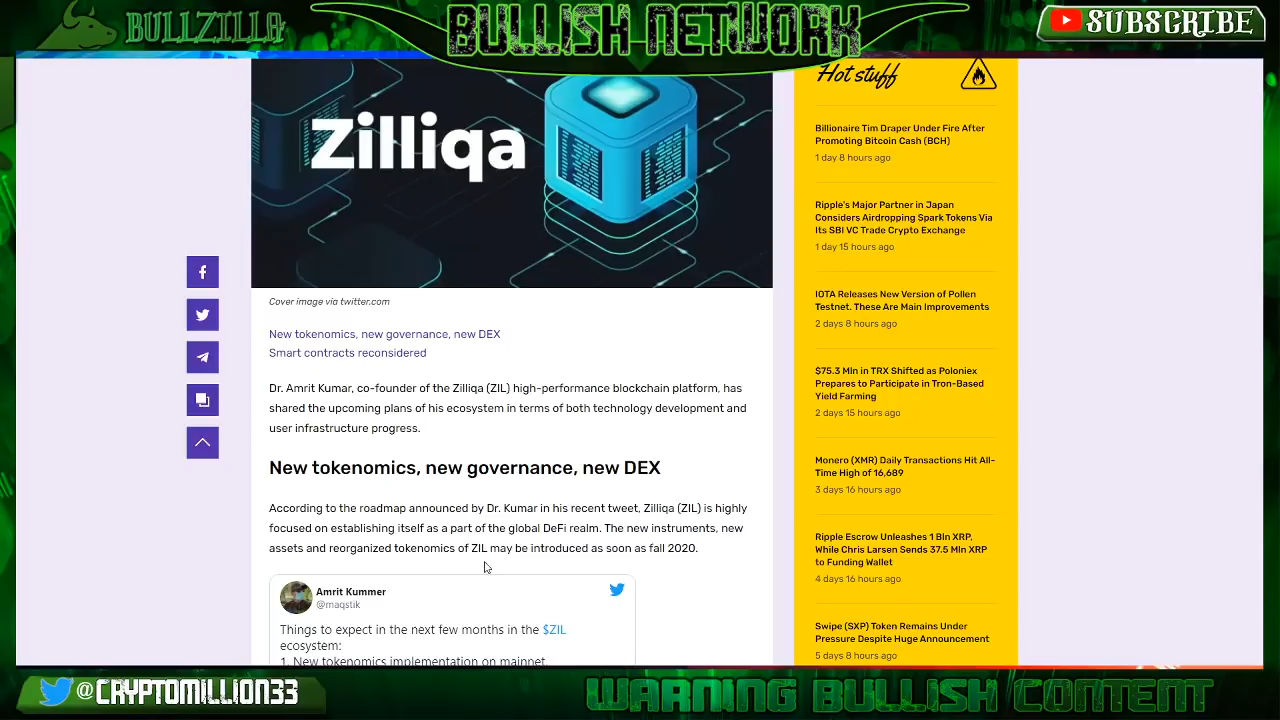 BULLZILLA
BULLISH NETWORK
SUBSCRIBE
Zilliqa
Cover image via twitter.com
New tokenomics, new governance, new DEX
Smart contracts reconsidered
Dr. Amrit Kumar, co-founder of the Zilliqa (ZIL) high-performance blockchain platform, has
shared the upcoming plans of his ecosystem in terms of both technology development and
user infrastructure progress.
New tokenomics, new governance, new DEX
According to the roadmap announced by Dr. Kumar in his recent tweet, Zilliqa (ZIL) is highly
focused on establishing itself as a part of the global DeFi realm. The new instruments, new
assets and reorganized tokenomics of ZIL may be introduced as soon as fall 2020.
Amrit Kummer
@maqstik
Things to expect in the next few months in the $ZIL
ecosystem:
1. New tokenomics implementation on mainnet.
Hot stuff
Billionaire Tim Draper Under Fire After
Promoting Bitcoin Cash (BCH)
1 day 8 hours ago
Ripple's Major Partner in Japan
Considers Airdropping Spark Tokens Via
Its SBI VC Trade Crypto Exchange
1 day 15 hours ago
IOTA Releases New Version of Pollen
Testnet. These Are Main Improvements
2 days 8 hours ago
$75.3 Mln in TRX Shifted as Poloniex
Prepares to Participate in Tron-Based
Yield Farming
2 days 15 hours ago
Monero (XMR) Daily Transactions Hit All-
Time High of 16,689
3 days 16 hours ago
Ripple Escrow Unleashes 1 Bln XRP,
While Chris Larsen Sends 37.5 Mln XRP
to Funding Wallet
4 days 16 hours ago
Swipe (SXP) Token Remains Under
Pressure Despite Huge Announcement
5 days 8 hours ago
@CRYPTOMILLION33
WARNING BULLISH CONTENT